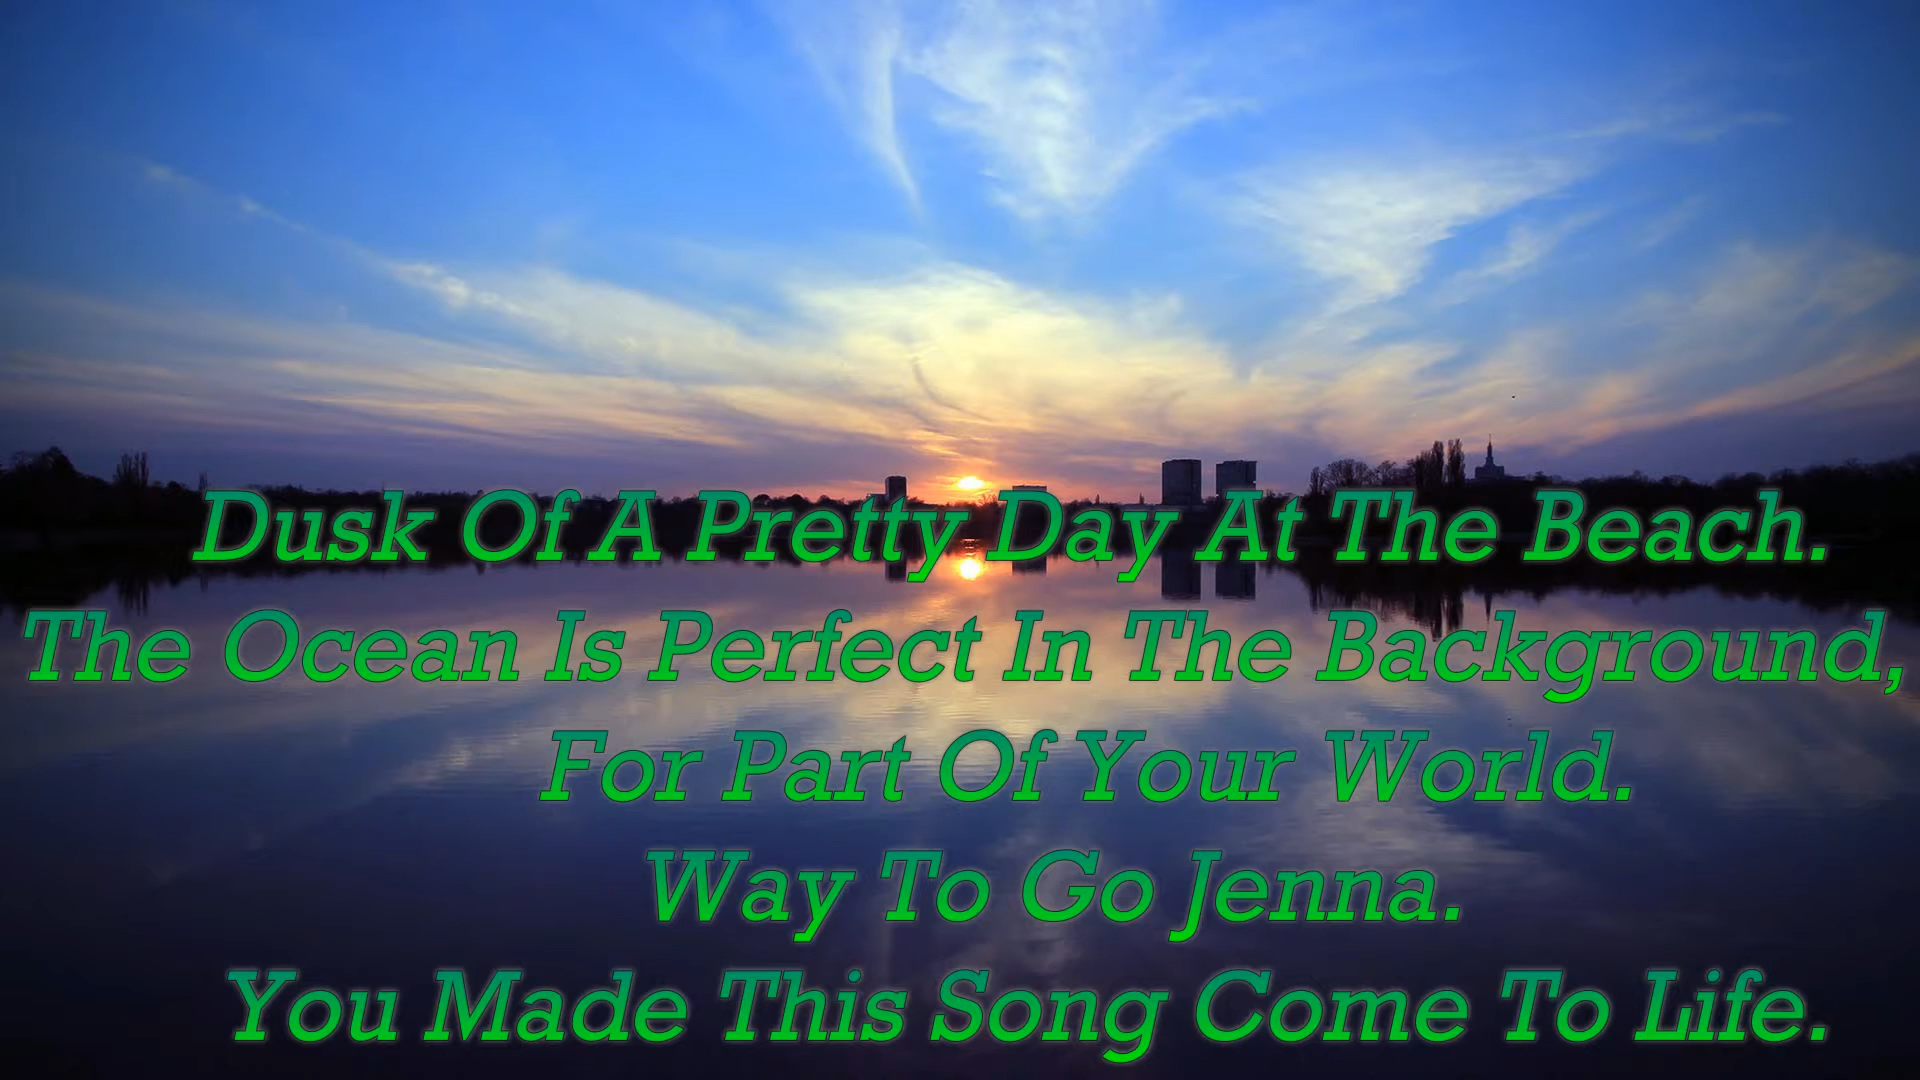 Dusk Of A Pretty Day At The Beach.
The Ocean Is Perfect In The Background,
For Part Of Your World.
Way To Go Jenna.
You Made This Song Come To Life.